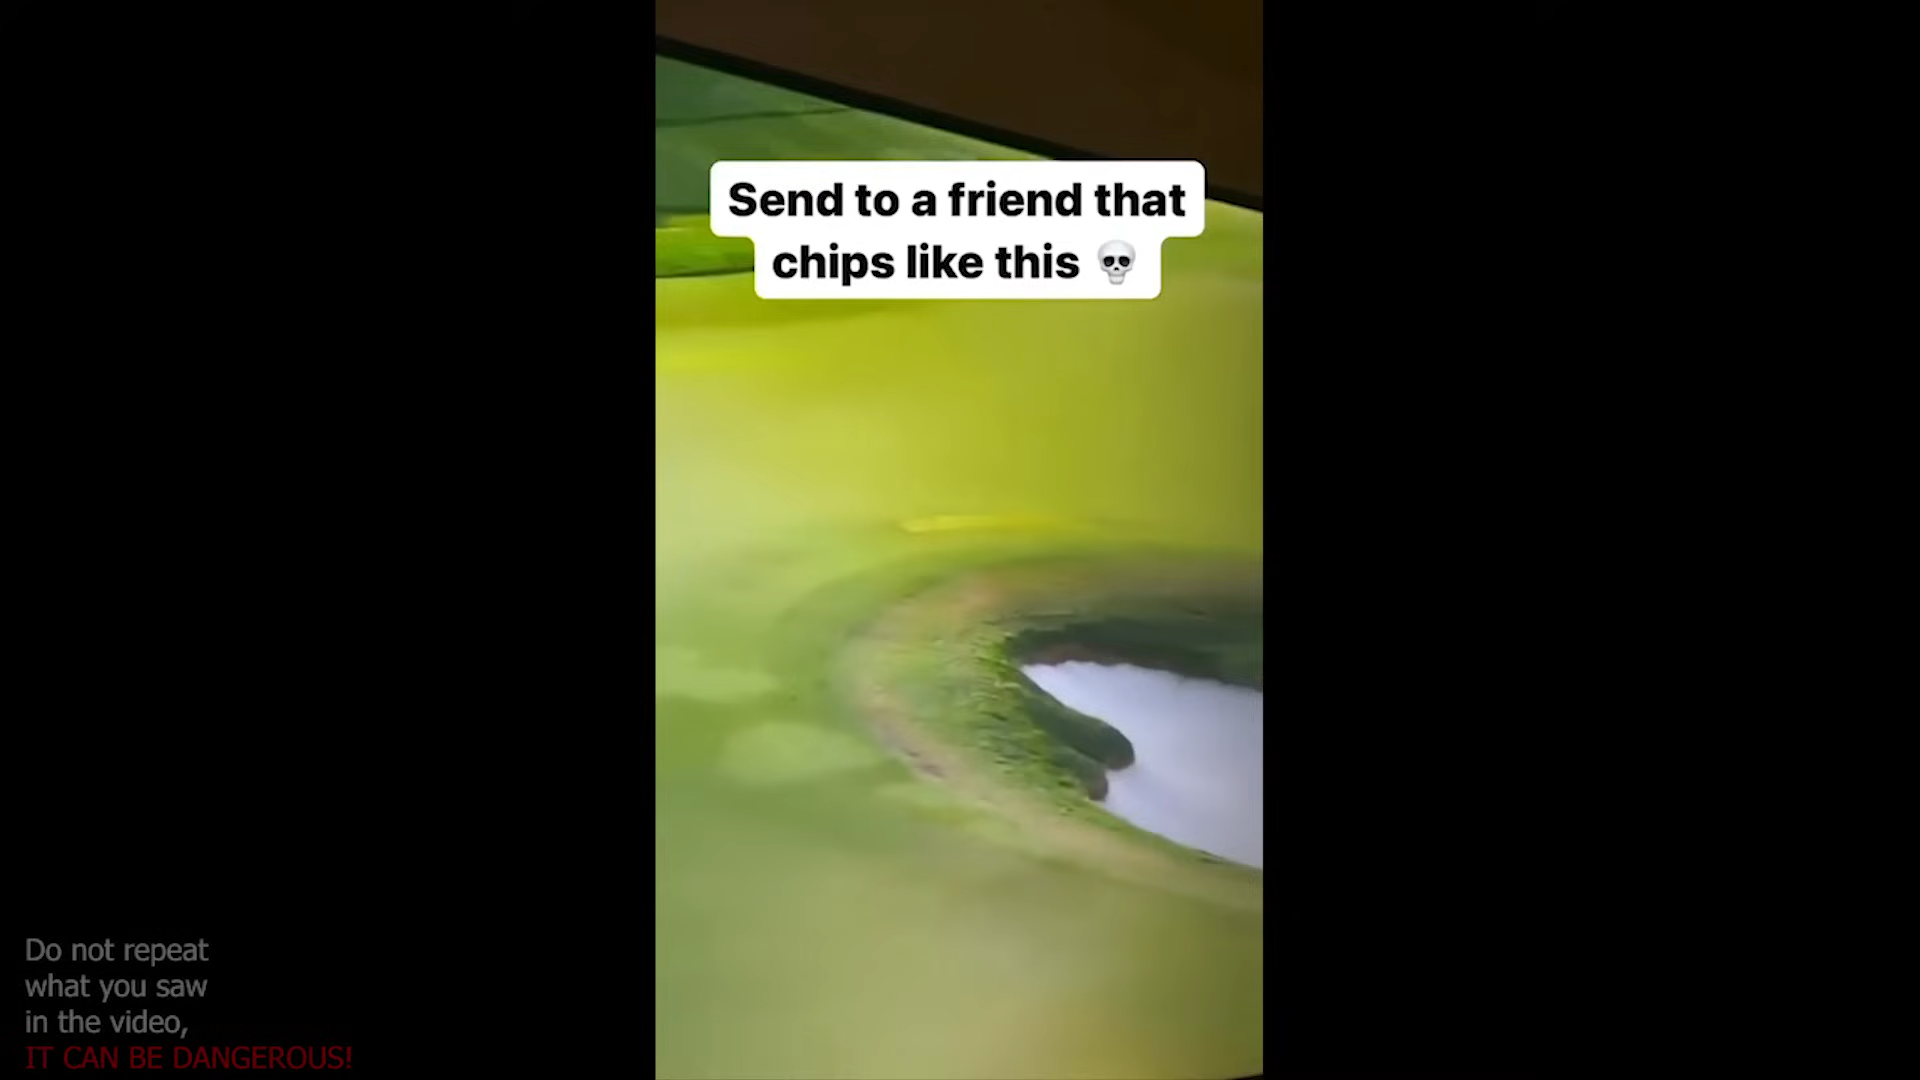 Send to a friend that
chips like this 💀
Do not repeat
what you saw
in the video,
IT CAN BE DANGEROUS!